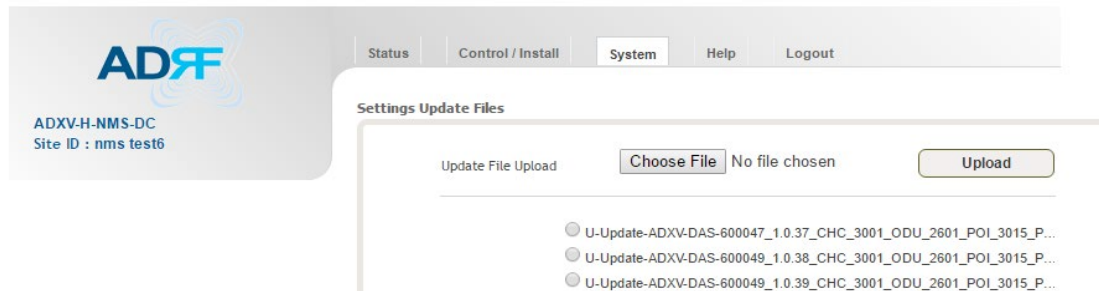 ADRF
Status Control / Install System Help Logout
Settings Update Files
ADXV-H-NMS-DC
Site ID : nms test6
Update File Upload Choose File No file chosen Upload
U-Update-ADXV-DAS-600047_1.0.37_CHC_3001_ODU_2601_POI_3015_P...
U-Update-ADXV-DAS-600049_1.0.38_CHC_3001_ODU_2601_POI_3015_P...
U-Update-ADXV-DAS-600049_1.0.39_CHC_3001_ODU_2601_POI_3015_P...